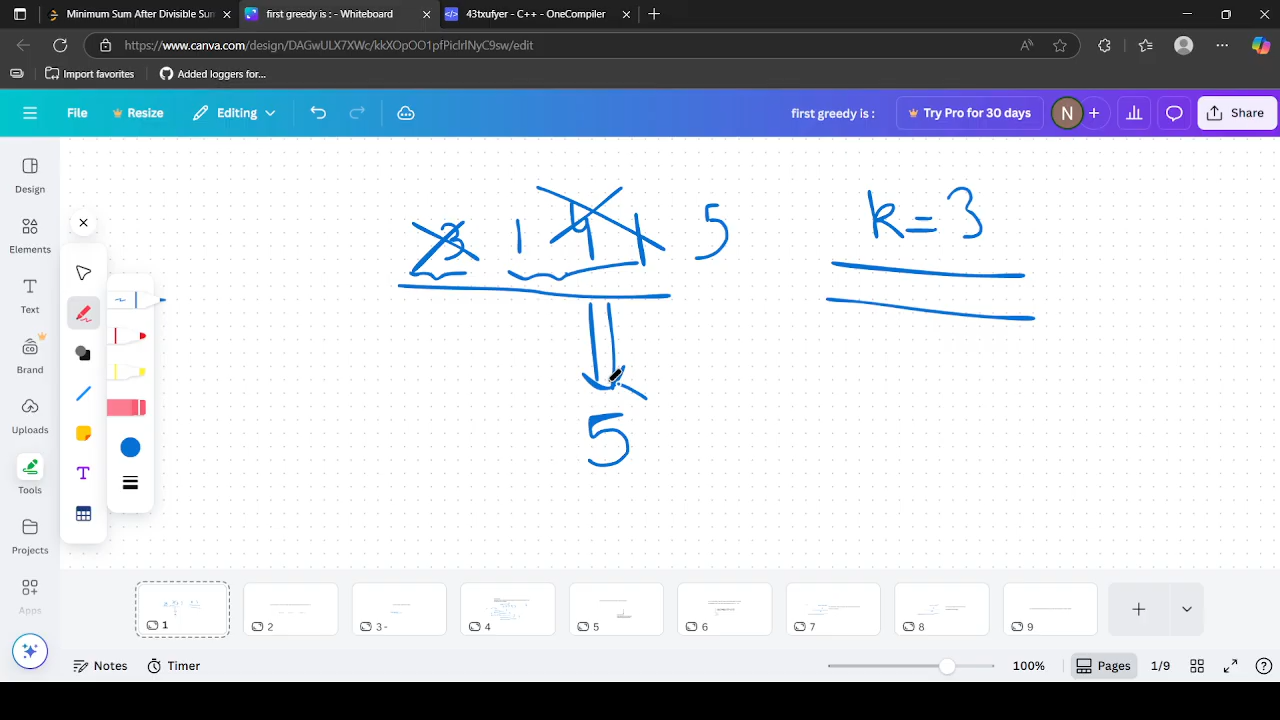 Minimum Sum After Divisible Sur
first greedy is : - Whiteboard
43txufyer - C++ - OneCompiler
https://www.canva.com/design/DAGwULX7XWc/kkXOpOO1pfPiclrlNyC9sw/edit
Import favorites
Added loggers for...
File
Resize
Editing
first greedy is :
Try Pro for 30 days
N
Share
Design
Elements
Text
Brand
Uploads
Tools
Projects
Apps
T
3 1 4 1 5
k = 3
5
1
2
3 -
4
5
6
7
8
9
Notes
Timer
100%
Pages
1/9